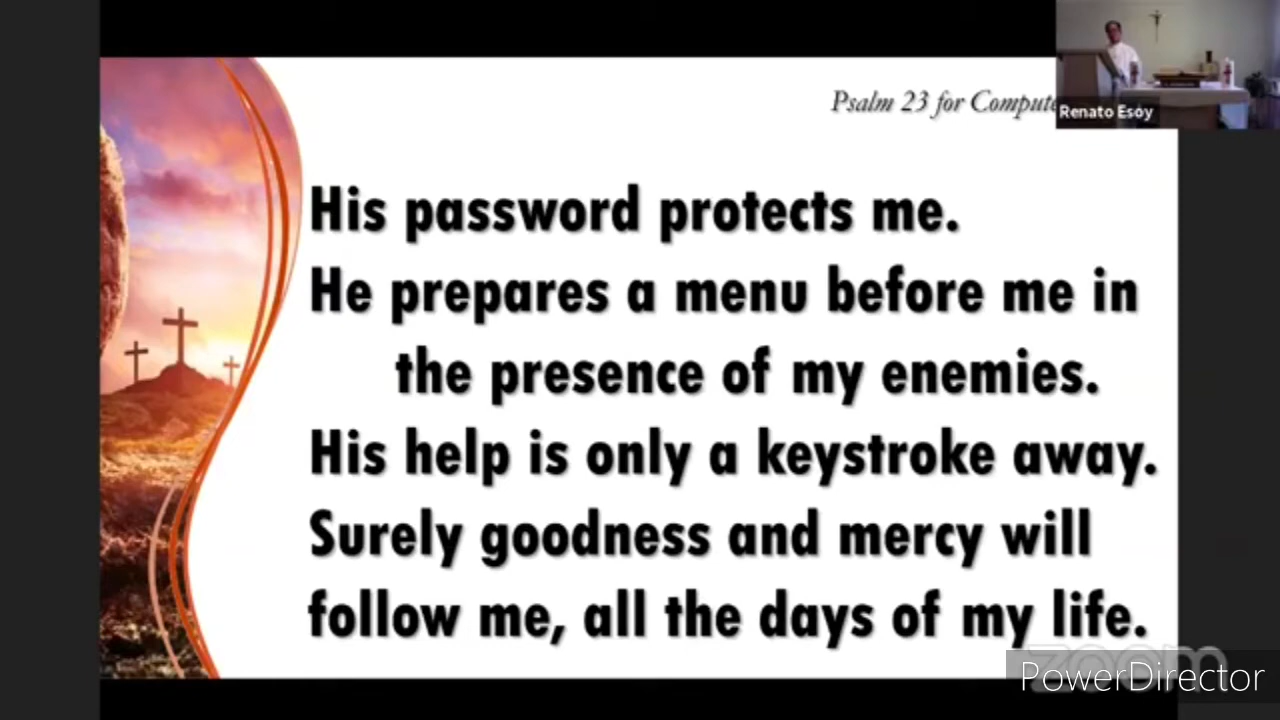 Psalm 23 for
Renato Esoy
His password protects me.
He prepares a menu before me in
the presence of my enemies.
His help is only a keystroke away.
Surely goodness and mercy will
follow me, all the days of my life.
zoom
PowerDirector